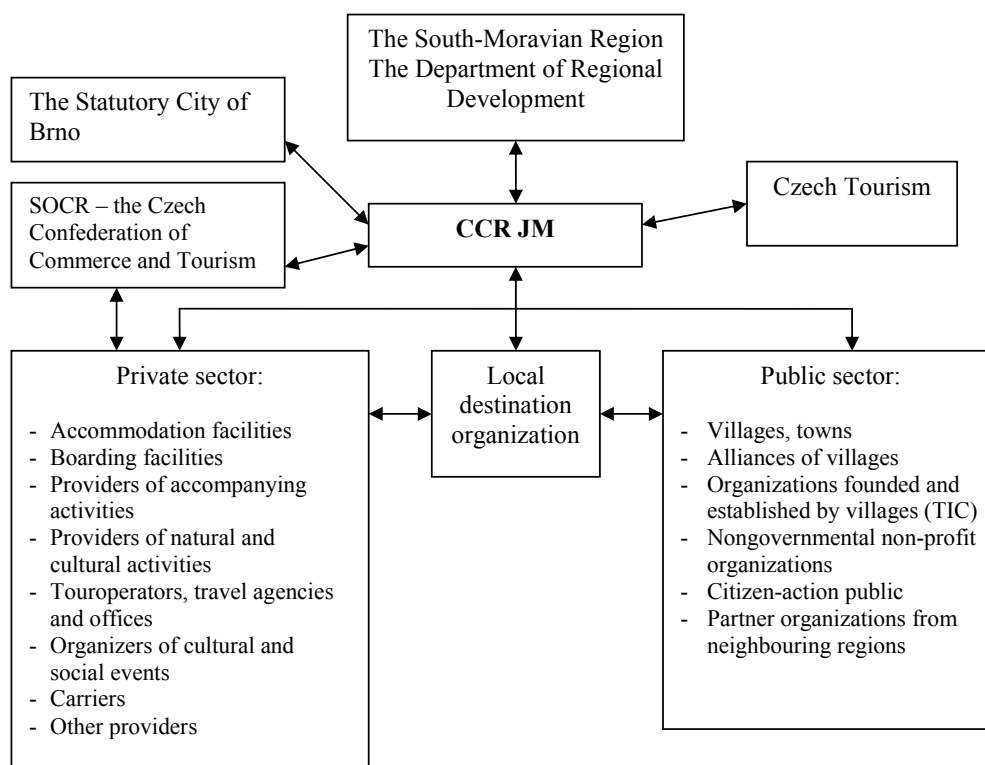 The South-Moravian Region
The Department of Regional
Development
The Statutory City of
Brno
SOCR – the Czech
Confederation of
Commerce and Tourism
CCR JM
Czech Tourism
Private sector:
- Accommodation facilities
- Boarding facilities
- Providers of accompanying
activities
- Providers of natural and
cultural activities
- Touroperators, travel agencies
and offices
- Organizers of cultural and
social events
- Carriers
- Other providers
Local
destination
organization
Public sector:
- Villages, towns
- Alliances of villages
- Organizations founded and
established by villages (TIC)
- Nongovernmental non-profit
organizations
- Citizen-action public
- Partner organizations from
neighbouring regions